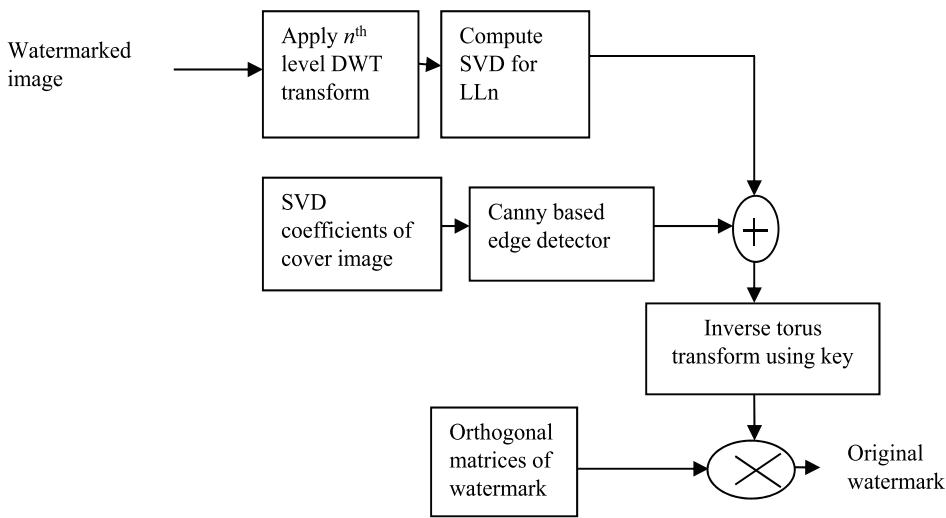 Watermarked
image
Apply nth
level DWT
transform
Compute
SVD for
LLn
SVD
coefficients of
cover image
Canny based
edge detector
+
Inverse torus
transform using key
Orthogonal
matrices of
watermark
Original
watermark